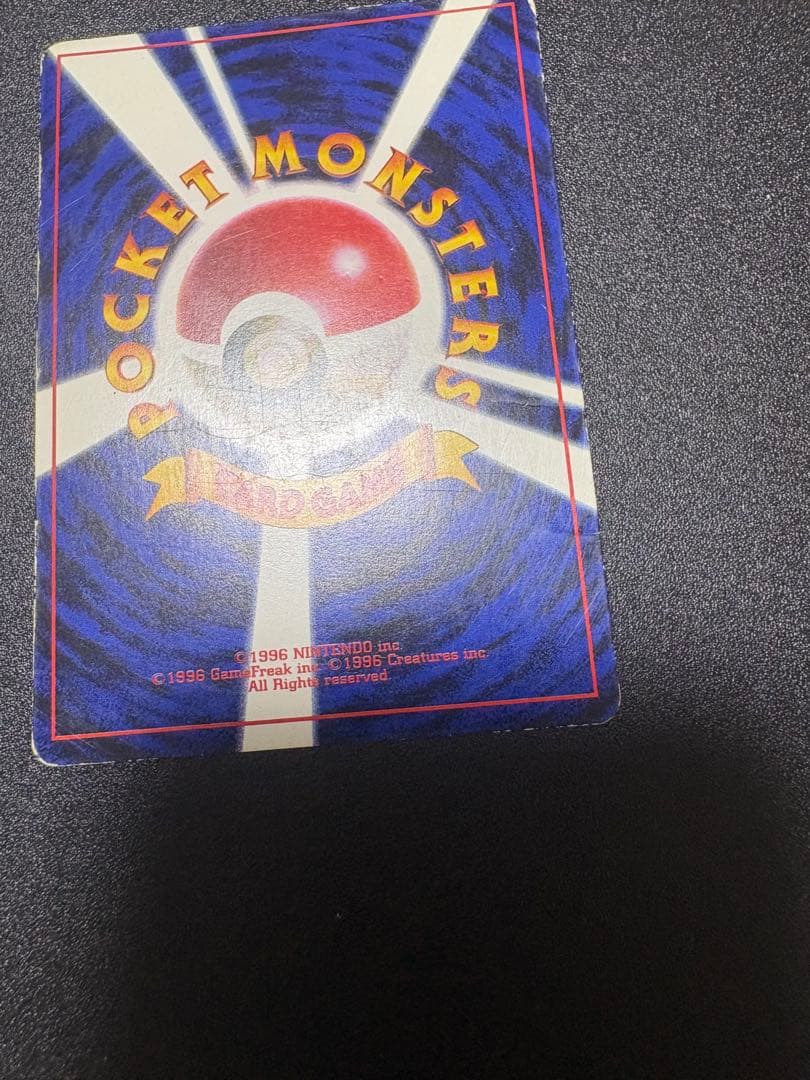 POCKET MONSTERS
CARD GAME
©1996 NINTENDO inc.
©1996 GameFreak inc. ©1996 Creatures inc.
All Rights reserved.